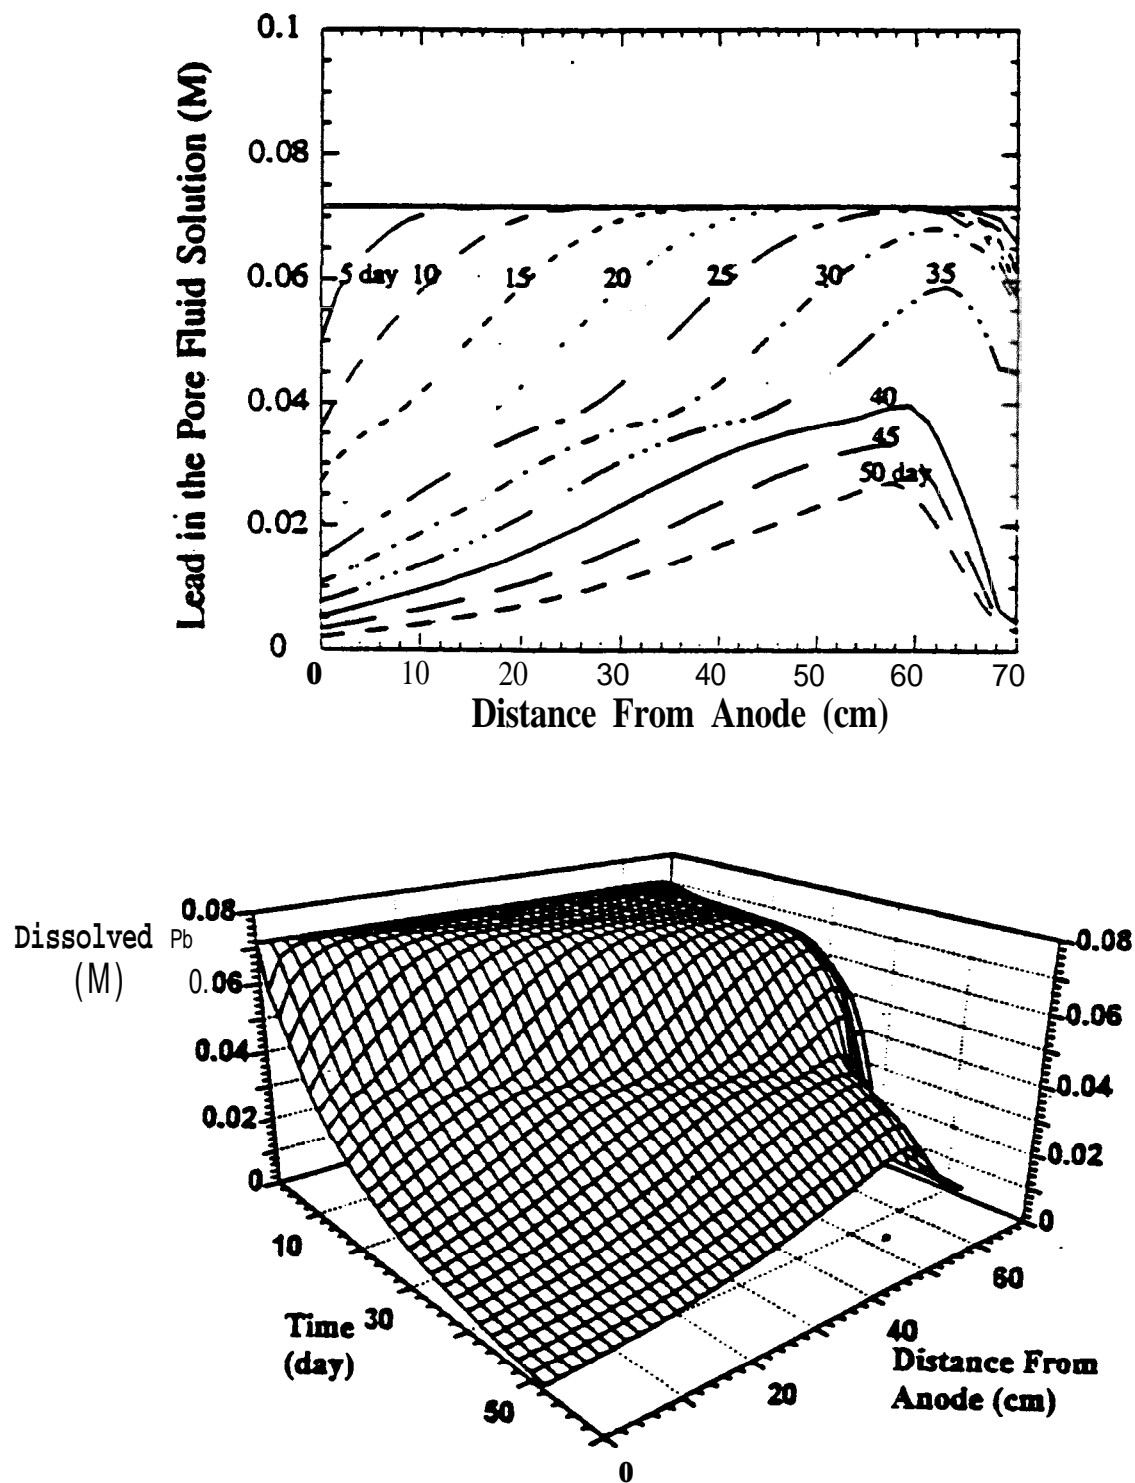 0.1
0.08
0.06
0.04
0.02
0
Lead in the Pore Fluid Solution (M)
5 day 10 15 20 25 30 35
40
45
50 day
0 10 20 30 40 50 60 70
Distance From Anode (cm)
Dissolved Pb
(M)
0.08
0.06
0.04
0.02
0
0.08
0.06
0.04
0.02
0
10
30
50
Time
(day)
0
20
40
60
Distance From
Anode (cm)